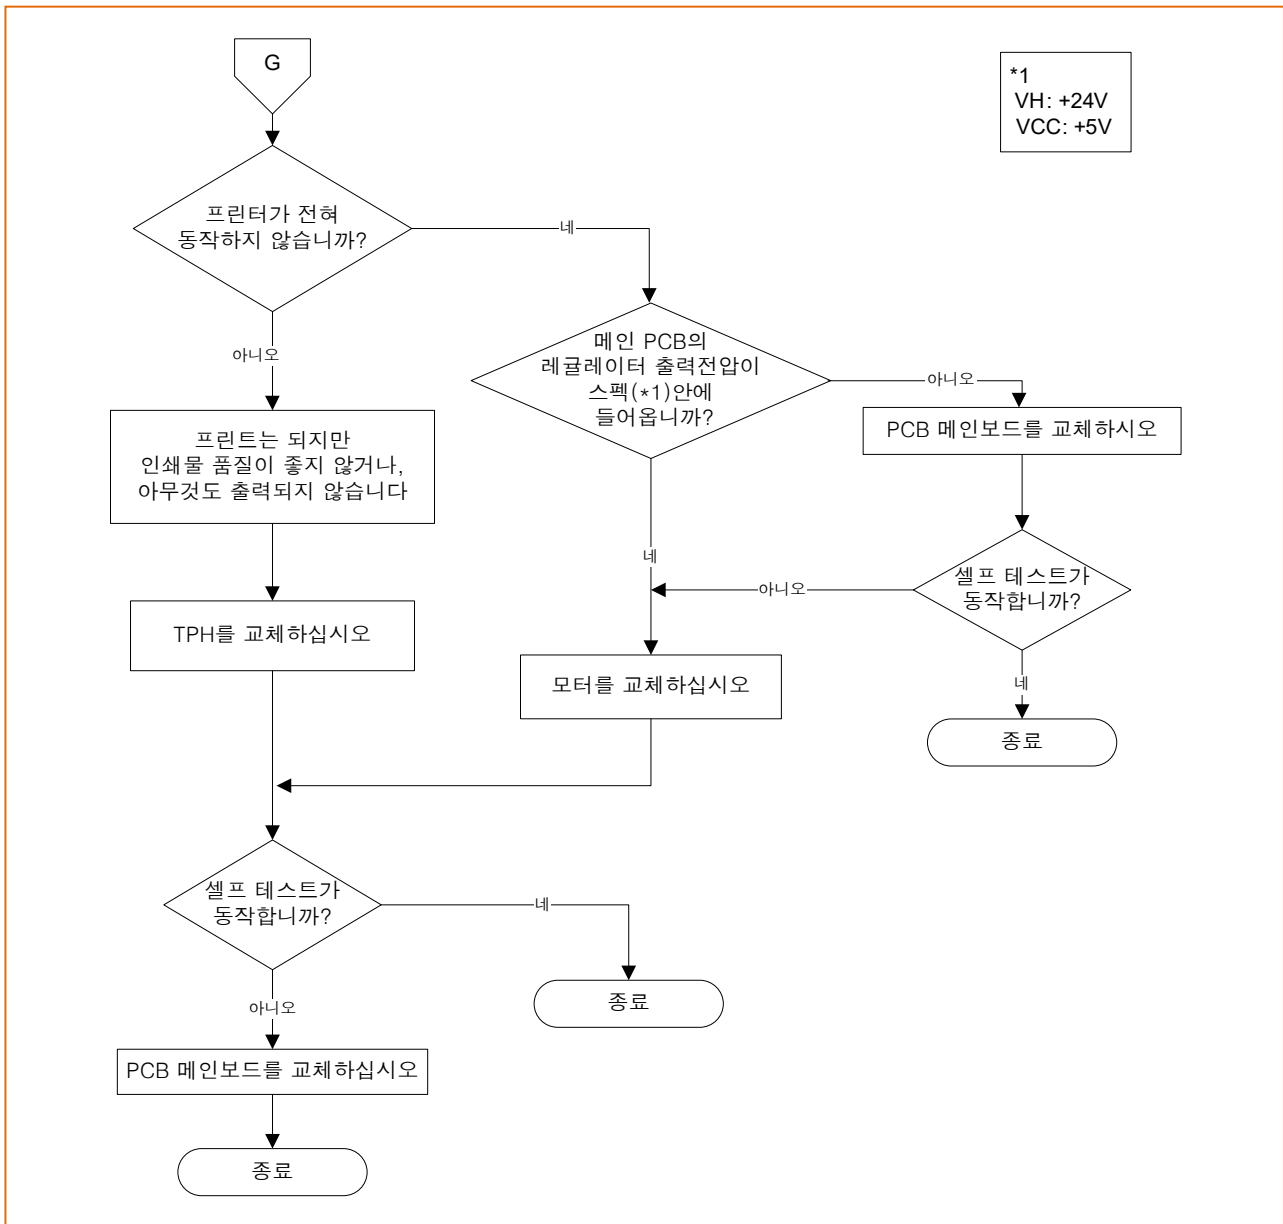 G
*1
VH: +24V
VCC: +5V
프린터가 전혀
동작하지 않습니까?
네
아니오
메인 PCB의
레귤레이터 출력전압이
스펙(*1)안에
들어옵니까?
아니오
PCB 메인보드를 교체하시오
프린트는 되지만
인쇄물 품질이 좋지 않거나,
아무것도 출력되지 않습니다
네
셀프 테스트가
동작합니까?
아니오
네
종료
TPH를 교체하십시오
모터를 교체하십시오
셀프 테스트가
동작합니까?
네
종료
아니오
PCB 메인보드를 교체하십시오
종료